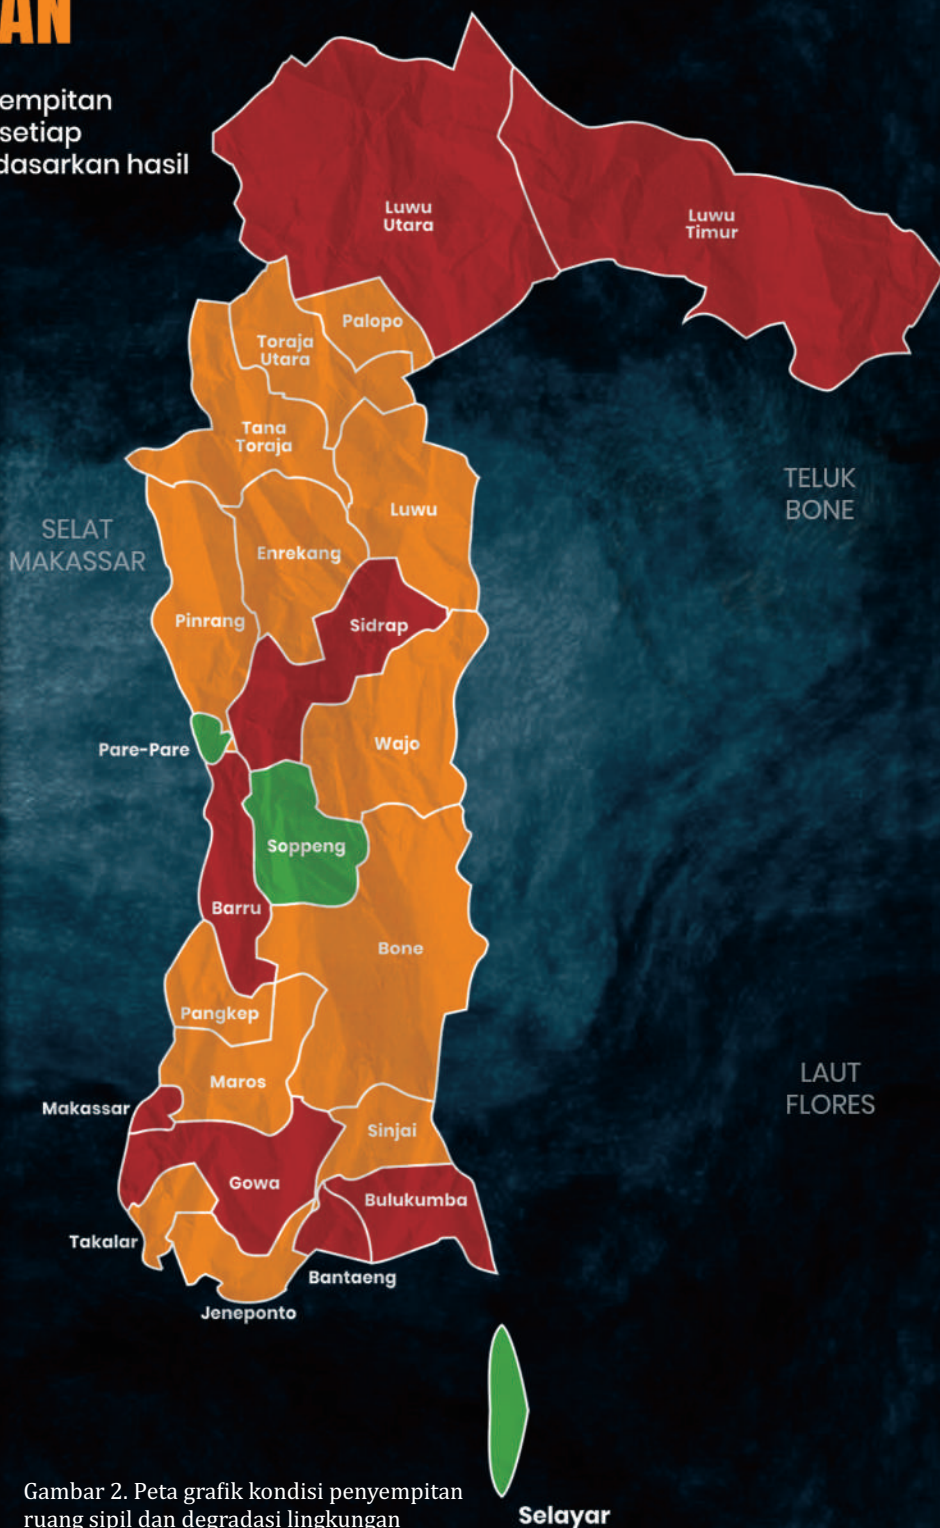 AN
empitan
setiap
dasarkan hasil
Luwu
Utara
Luwu
Timur
Palopo
Toraja
Utara
Tana
Toraja
TELUK
BONE
Luwu
SELAT
MAKASSAR
Enrekang
Pinrang
Sidrap
Pare-Pare
Wajo
Soppeng
Barru
Bone
Pangkep
Maros
LAUT
FLORES
Makassar
Sinjai
Gowa
Bulukumba
Takalar
Bantaeng
Jeneponto
Gambar 2. Peta grafik kondisi penyempitan
ruang sipil dan degradasi lingkungan
Selayar